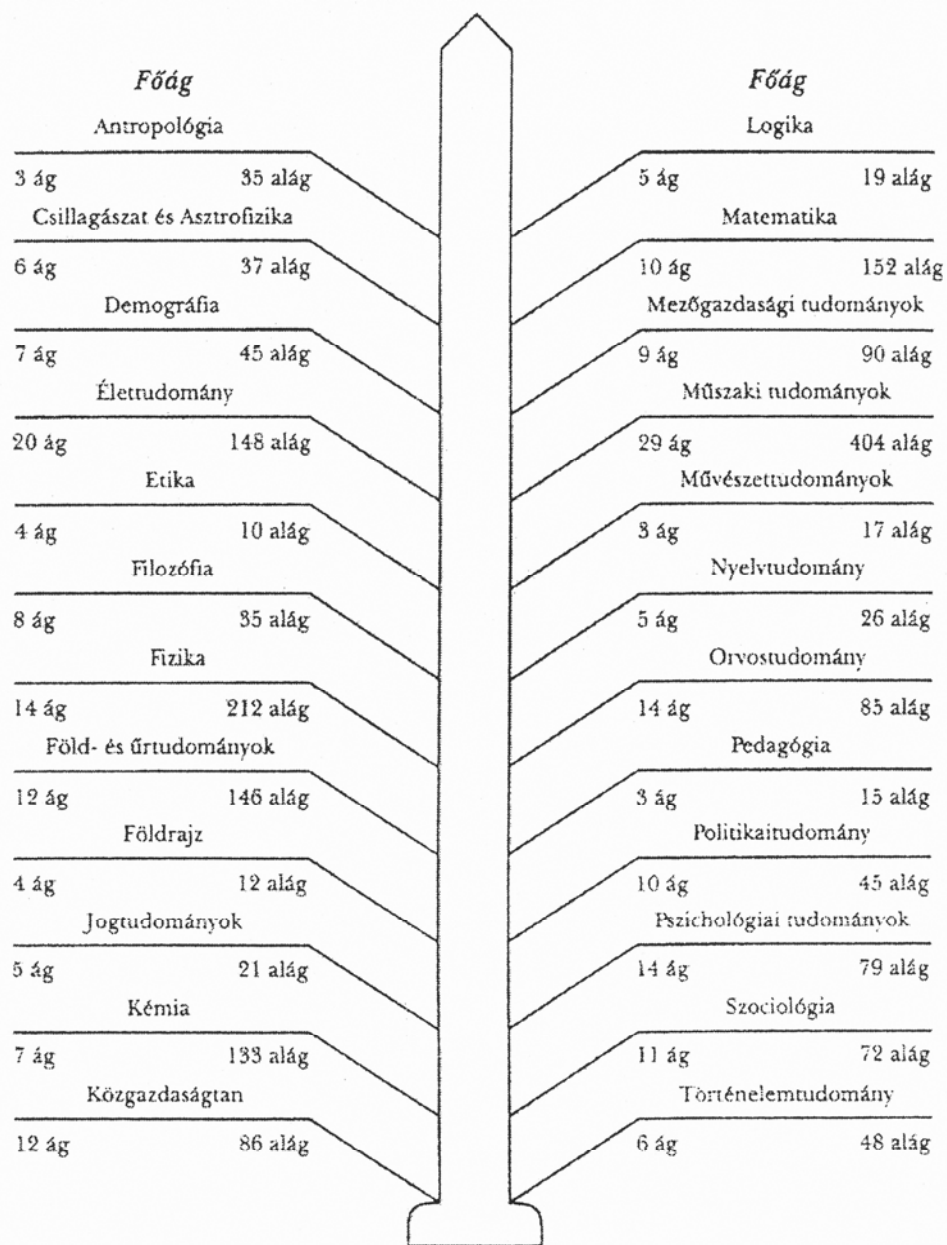 Főág
Antropológia
3 ág 35 alág
Csillagászat és Asztrofizika
6 ág 37 alág
Demográfia
7 ág 45 alág
Élettudomány
20 ág 148 alág
Etika
4 ág 10 alág
Filozófia
8 ág 35 alág
Fizika
14 ág 212 alág
Föld- és űrtudományok
12 ág 146 alág
Földrajz
4 ág 12 alág
Jogtudományok
5 ág 21 alág
Kémia
7 ág 133 alág
Közgazdaságtan
12 ág 86 alág
Főág
Logika
5 ág 19 alág
Matematika
10 ág 152 alág
Mezőgazdasági tudományok
9 ág 90 alág
Műszaki tudományok
29 ág 404 alág
Művészettudományok
3 ág 17 alág
Nyelvtudomány
5 ág 26 alág
Orvostudomány
14 ág 85 alág
Pedagógia
3 ág 15 alág
Politikaitudomány
10 ág 45 alág
Pszichológiai tudományok
14 ág 79 alág
Szociológia
11 ág 72 alág
Történelemtudomány
6 ág 48 alág